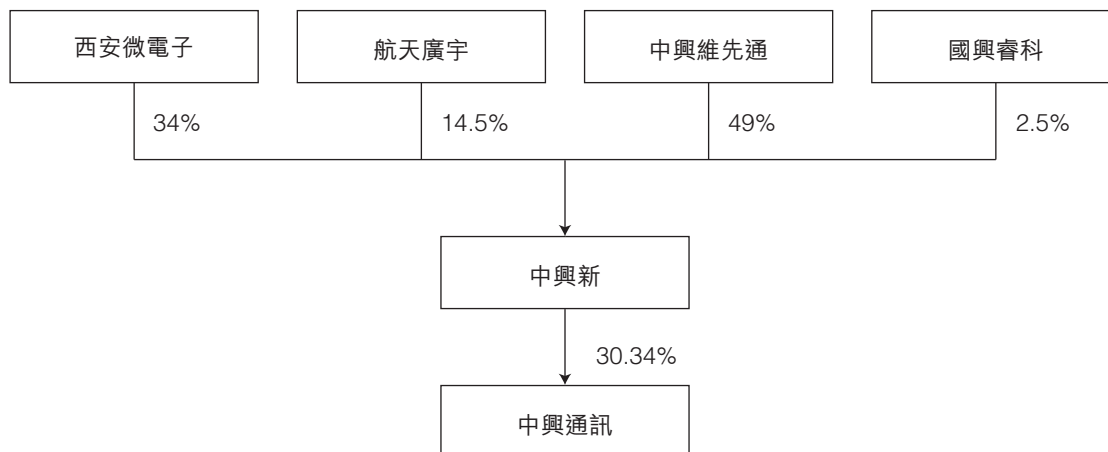 西安微電子
航天廣宇
中興維先通
國興睿科
34%
14.5%
49%
2.5%
中興新
30.34%
中興通訊